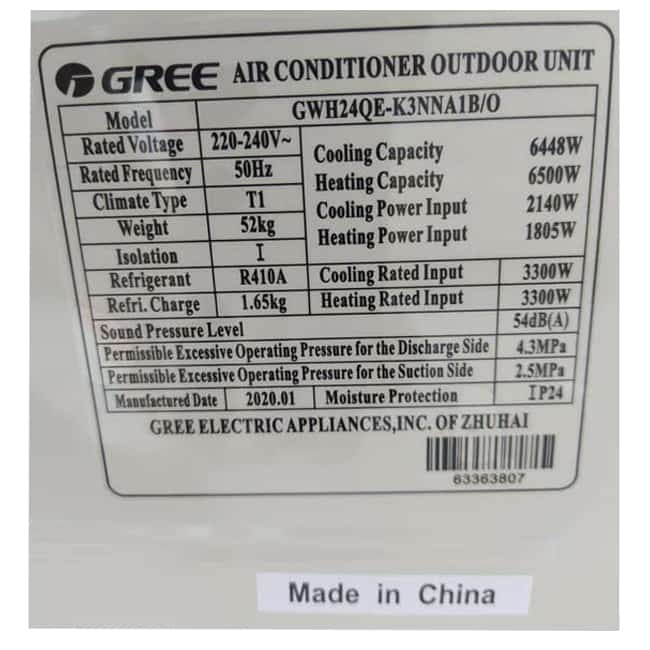 GREE AIR CONDITIONER OUTDOOR UNIT
Model GWH24QE-K3NNA1B/O
Rated Voltage 220-240V~ Cooling Capacity 6448W
Rated Frequency 50Hz Heating Capacity 6500W
Climate Type T1 Cooling Power Input 2140W
Weight 52kg Heating Power Input 1805W
Isolation I
Refrigerant R410A Cooling Rated Input 3300W
Refri. Charge 1.65kg Heating Rated Input 3300W
Sound Pressure Level 54dB(A)
Permissible Excessive Operating Pressure for the Discharge Side 4.3MPa
Permissible Excessive Operating Pressure for the Suction Side 2.5MPa
Manufactured Date 2020.01 Moisture Protection IP24
GREE ELECTRIC APPLIANCES,INC. OF ZHUHAI
63363807
Made in China